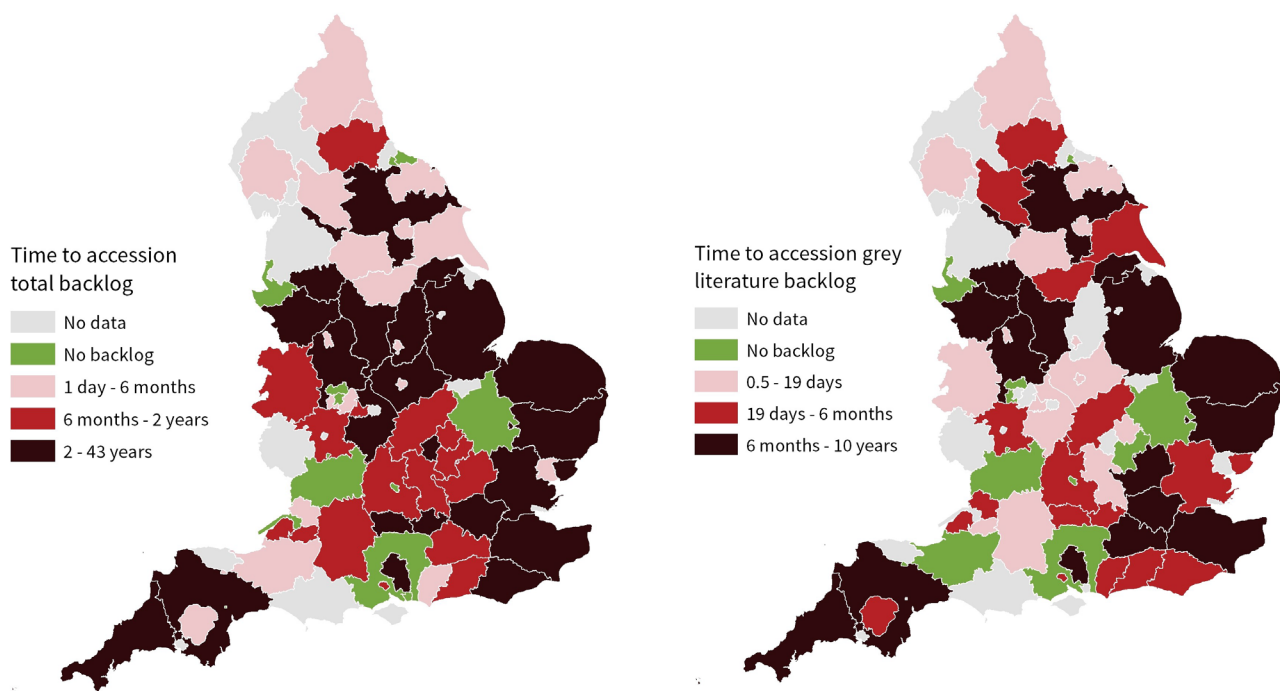 Time to accession
total backlog
No data
No backlog
1 day - 6 months
6 months - 2 years
2 - 43 years
Time to accession grey
literature backlog
No data
No backlog
0.5 - 19 days
19 days - 6 months
6 months - 10 years